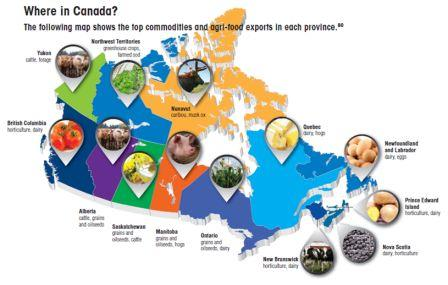 Where in Canada?
The following map shows the top commodities and agri-food exports in each province.⁸⁰
Northwest Territories
greenhouse crops,
farmed sod
Yukon
cattle, forage
Nunavut
caribou, musk ox
British Columbia
horticulture, dairy
Quebec
dairy, hogs
Newfoundland
and Labrador
dairy, eggs
Prince Edward
Island
horticulture, dairy
Alberta
cattle, grains
and oilseeds
Saskatchewan
grains and
oilseeds, cattle
Manitoba
grains and
oilseeds, hogs
Ontario
grains and
oilseeds, dairy
Nova Scotia
dairy, horticulture
New Brunswick
horticulture, dairy